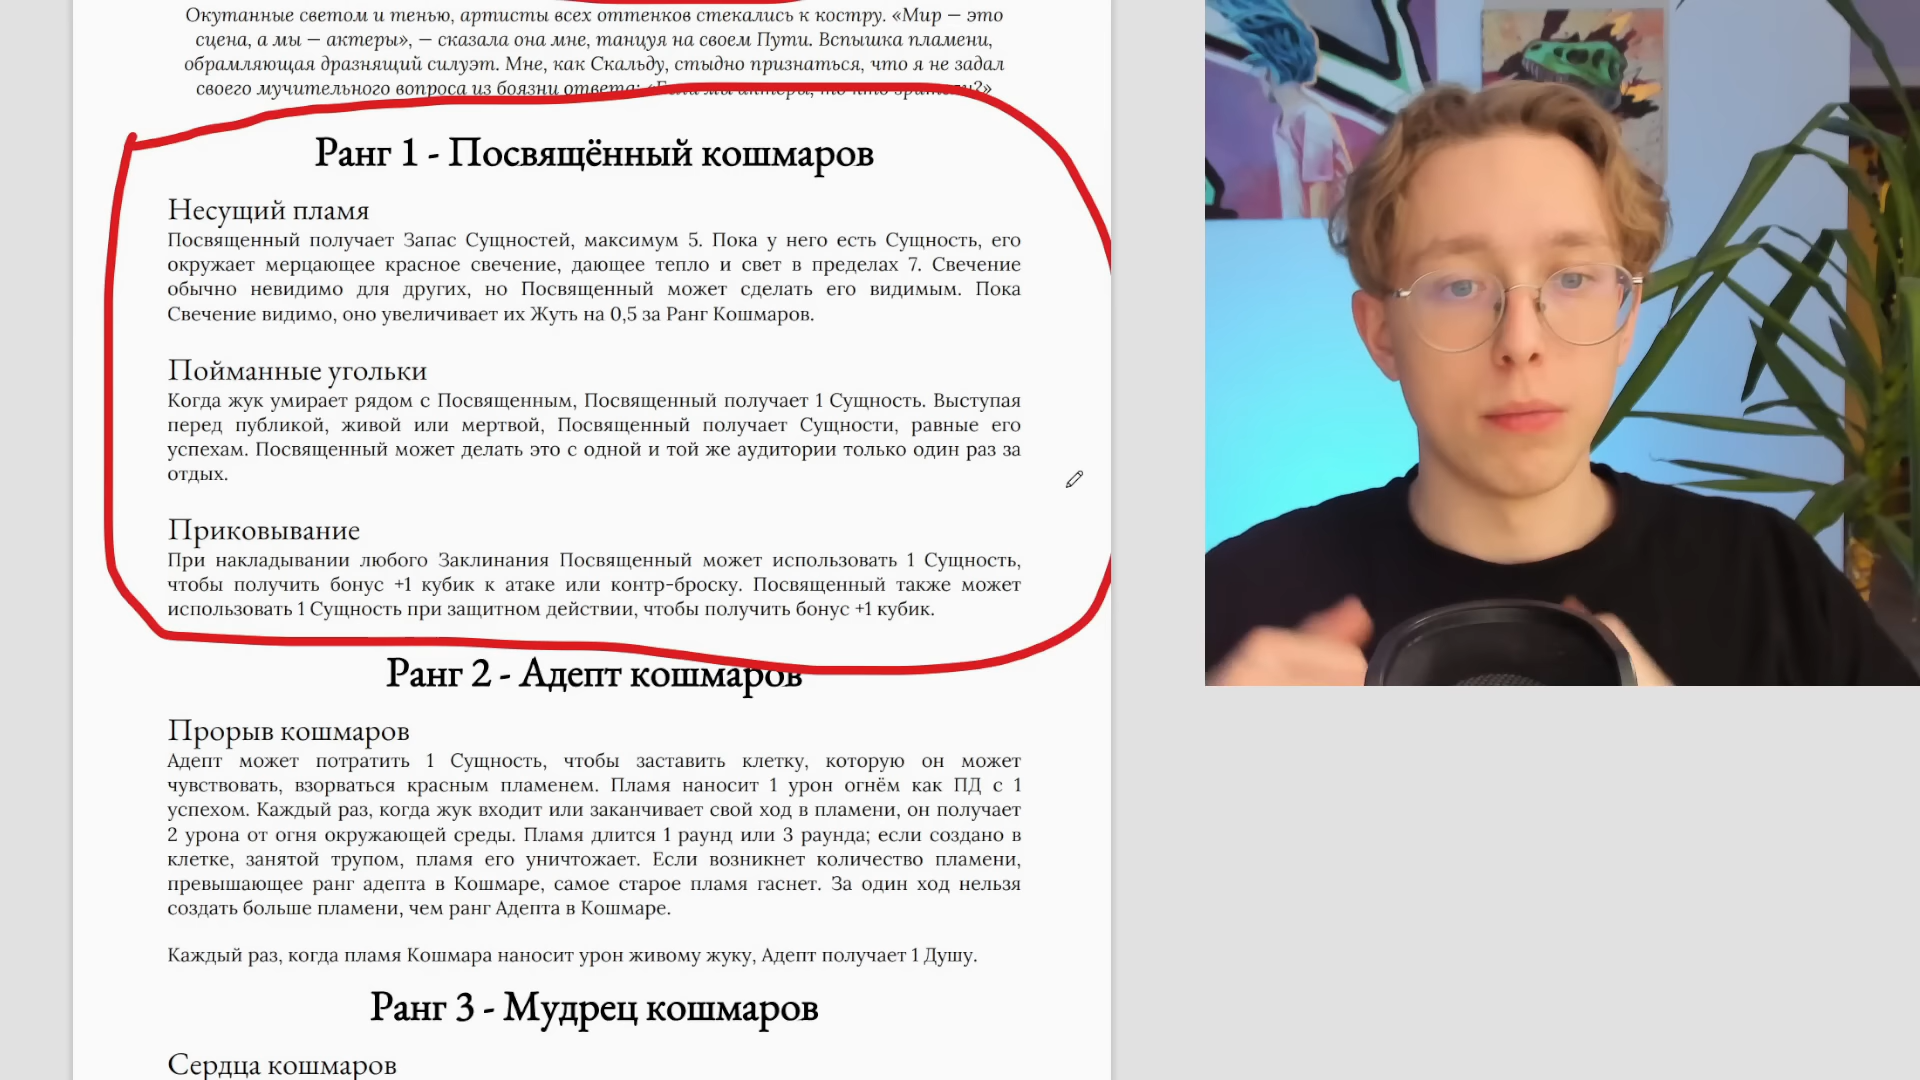 Окутанные светом и тенью, артисты всех оттенков стекались к костру. «Мир — это
сцена, а мы — актеры», — сказала она мне, танцуя на своем Пути. Вспышка пламени,
обрамляющая дразнящий силуэт. Мне, как Скальду, стыдно признаться, что я не задал
своего мучительного вопроса из боязни ответа: «Если мы актеры, то кто зрители?»
Ранг 1 - Посвящённый кошмаров
Несущий пламя
Посвященный получает Запас Сущностей, максимум 5. Пока у него есть Сущность, его
окружает мерцающее красное свечение, дающее тепло и свет в пределах 7. Свечение
обычно невидимо для других, но Посвященный может сделать его видимым. Пока
Свечение видимо, оно увеличивает их Жуть на 0,5 за Ранг Кошмаров.
Пойманные угольки
Когда жук умирает рядом с Посвященным, Посвященный получает 1 Сущность. Выступая
перед публикой, живой или мертвой, Посвященный получает Сущности, равные его
успехам. Посвященный может делать это с одной и той же аудитории только один раз за
отдых.
Приковывание
При накладывании любого Заклинания Посвященный может использовать 1 Сущность,
чтобы получить бонус +1 кубик к атаке или контр-броску. Посвященный также может
использовать 1 Сущность при защитном действии, чтобы получить бонус +1 кубик.
Ранг 2 - Адепт кошмаров
Прорыв кошмаров
Адепт может потратить 1 Сущность, чтобы заставить клетку, которую он может
чувствовать, взорваться красным пламенем. Пламя наносит 1 урон огнём как ПД с 1
успехом. Каждый раз, когда жук входит или заканчивает свой ход в пламени, он получает
2 урона от огня окружающей среды. Пламя длится 1 раунд или 3 раунда; если создано в
клетке, занятой трупом, пламя его уничтожает. Если возникнет количество пламени,
превышающее ранг адепта в Кошмаре, самое старое пламя гаснет. За один ход нельзя
создать больше пламени, чем ранг Адепта в Кошмаре.
Каждый раз, когда пламя Кошмара наносит урон живому жуку, Адепт получает 1 Душу.
Ранг 3 - Мудрец кошмаров
Сердца кошмаров